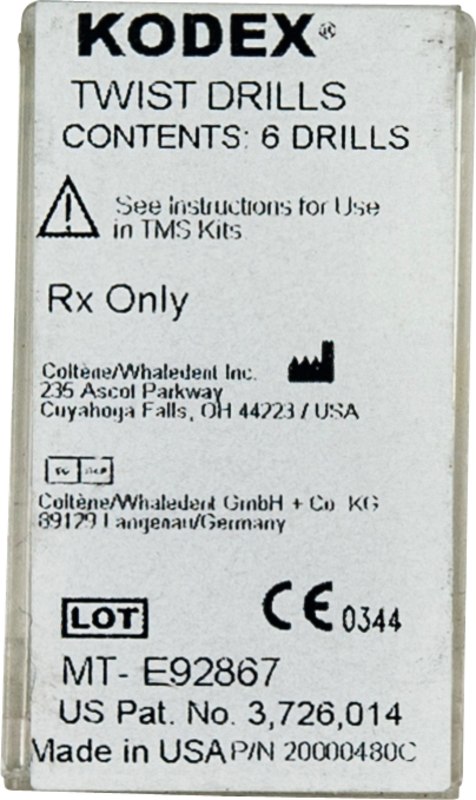 KODEX®
TWIST DRILLS
CONTENTS: 6 DRILLS
See Instructions for Use
in TMS Kits
Rx Only
Coltène/Whaledent Inc.
235 Ascot Parkway
Cuyahoga Falls, OH 44223 / USA
EC REP
Coltène/Whaledent GmbH + Co KG
89129 Langenau/Germany
LOT
CE 0344
MT- E92867
US Pat. No. 3,726,014
Made in USA P/N 20000480C